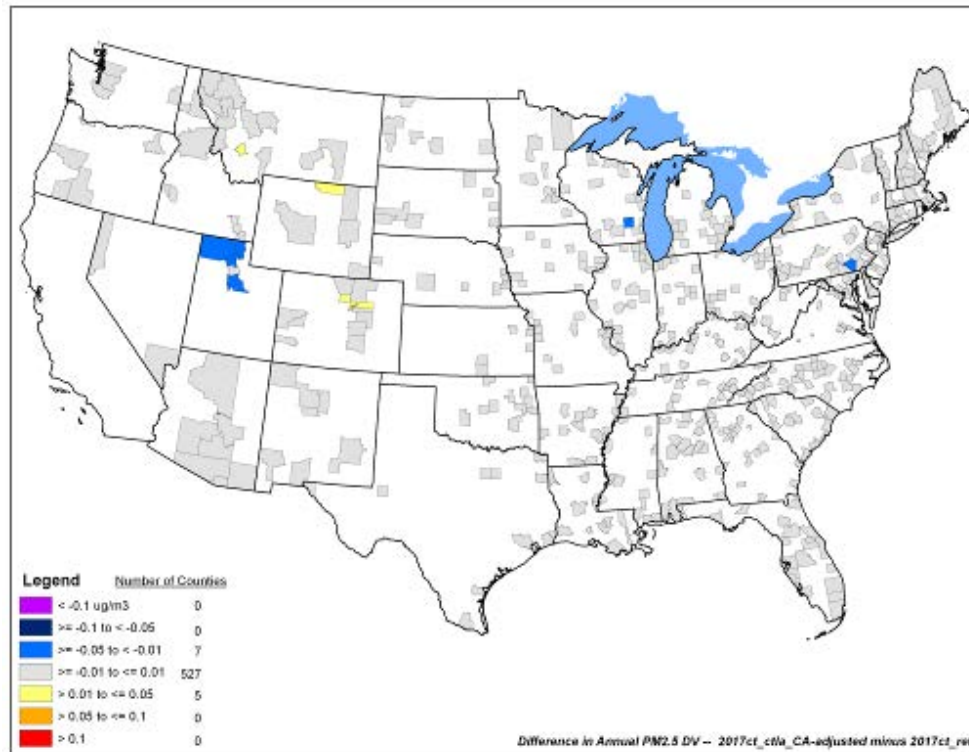 Legend Number of Counties
< -0.1 ug/m3 0
>= -0.1 to < -0.05 0
>= -0.05 to < -0.01 7
>= -0.01 to <= 0.01 527
> 0.01 to <= 0.05 5
> 0.05 to <= 0.1 0
> 0.1 0
Difference in Annual PM2.5 DV -- 2017ct_ctla_CA-adjusted minus 2017ct_re